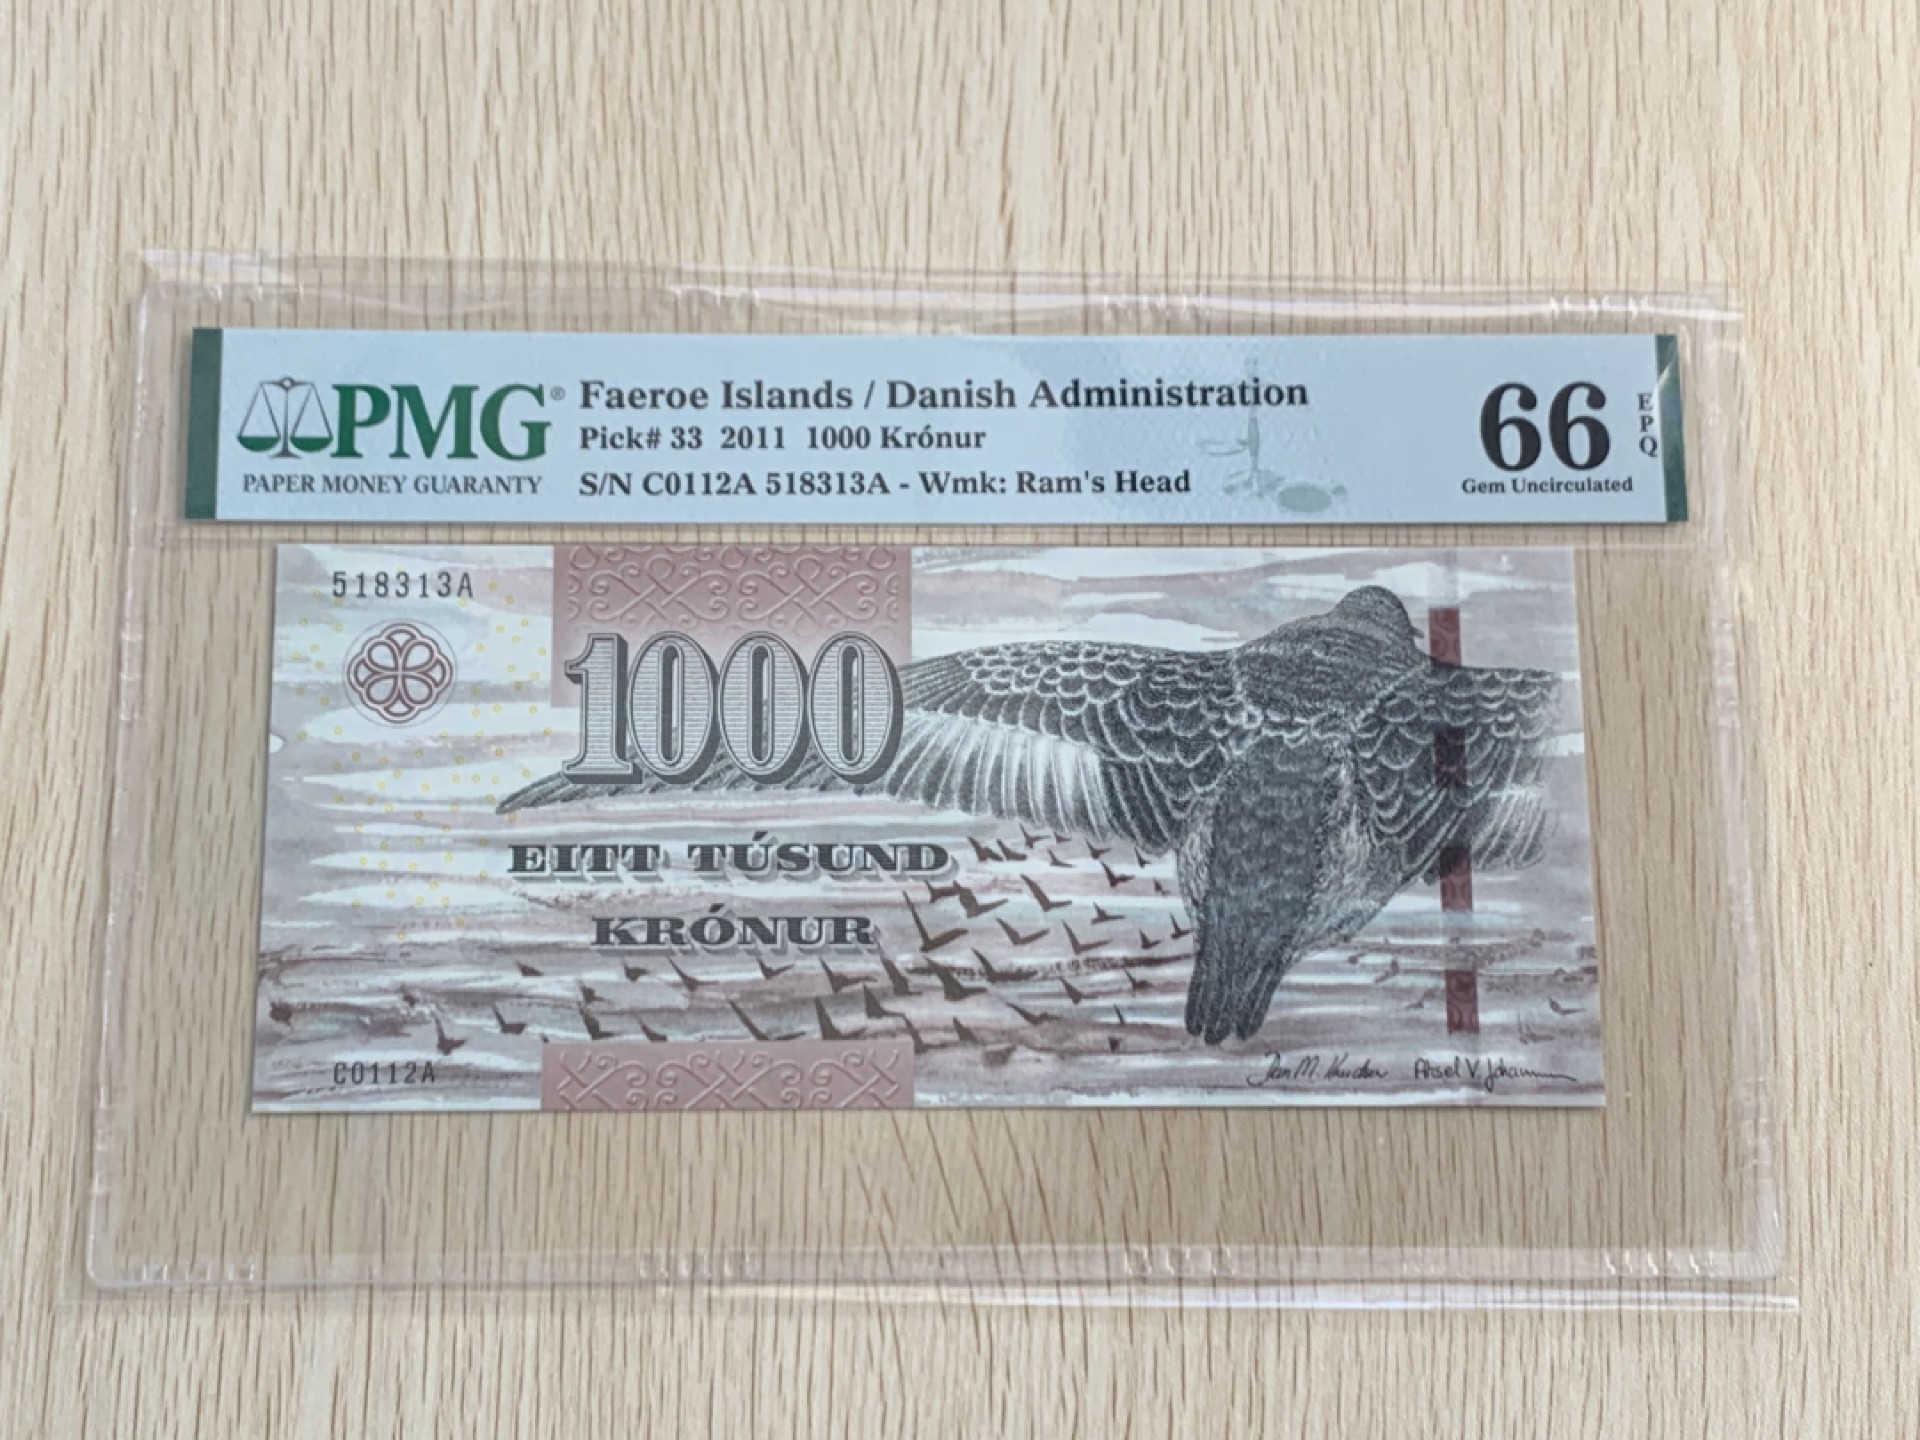 PMG®
PAPER MONEY GUARANTY
Faeroe Islands / Danish Administration
Pick# 33 2011 1000 Krónur
S/N C0112A 518313A - Wmk: Ram's Head
66
EPQ
Gem Uncirculated
518313A
1000
EITT TÚSUND
KRÓNUR
C0112A